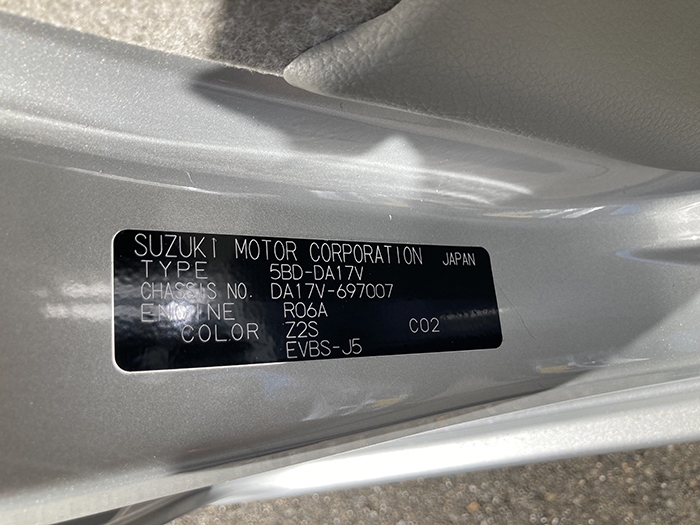 SUZUKI MOTOR CORPORATION JAPAN
TYPE 5BD-DA17V
CHASSIS NO. DA17V-697007
ENGINE R06A
COLOR Z2S C02
EVBS-J5